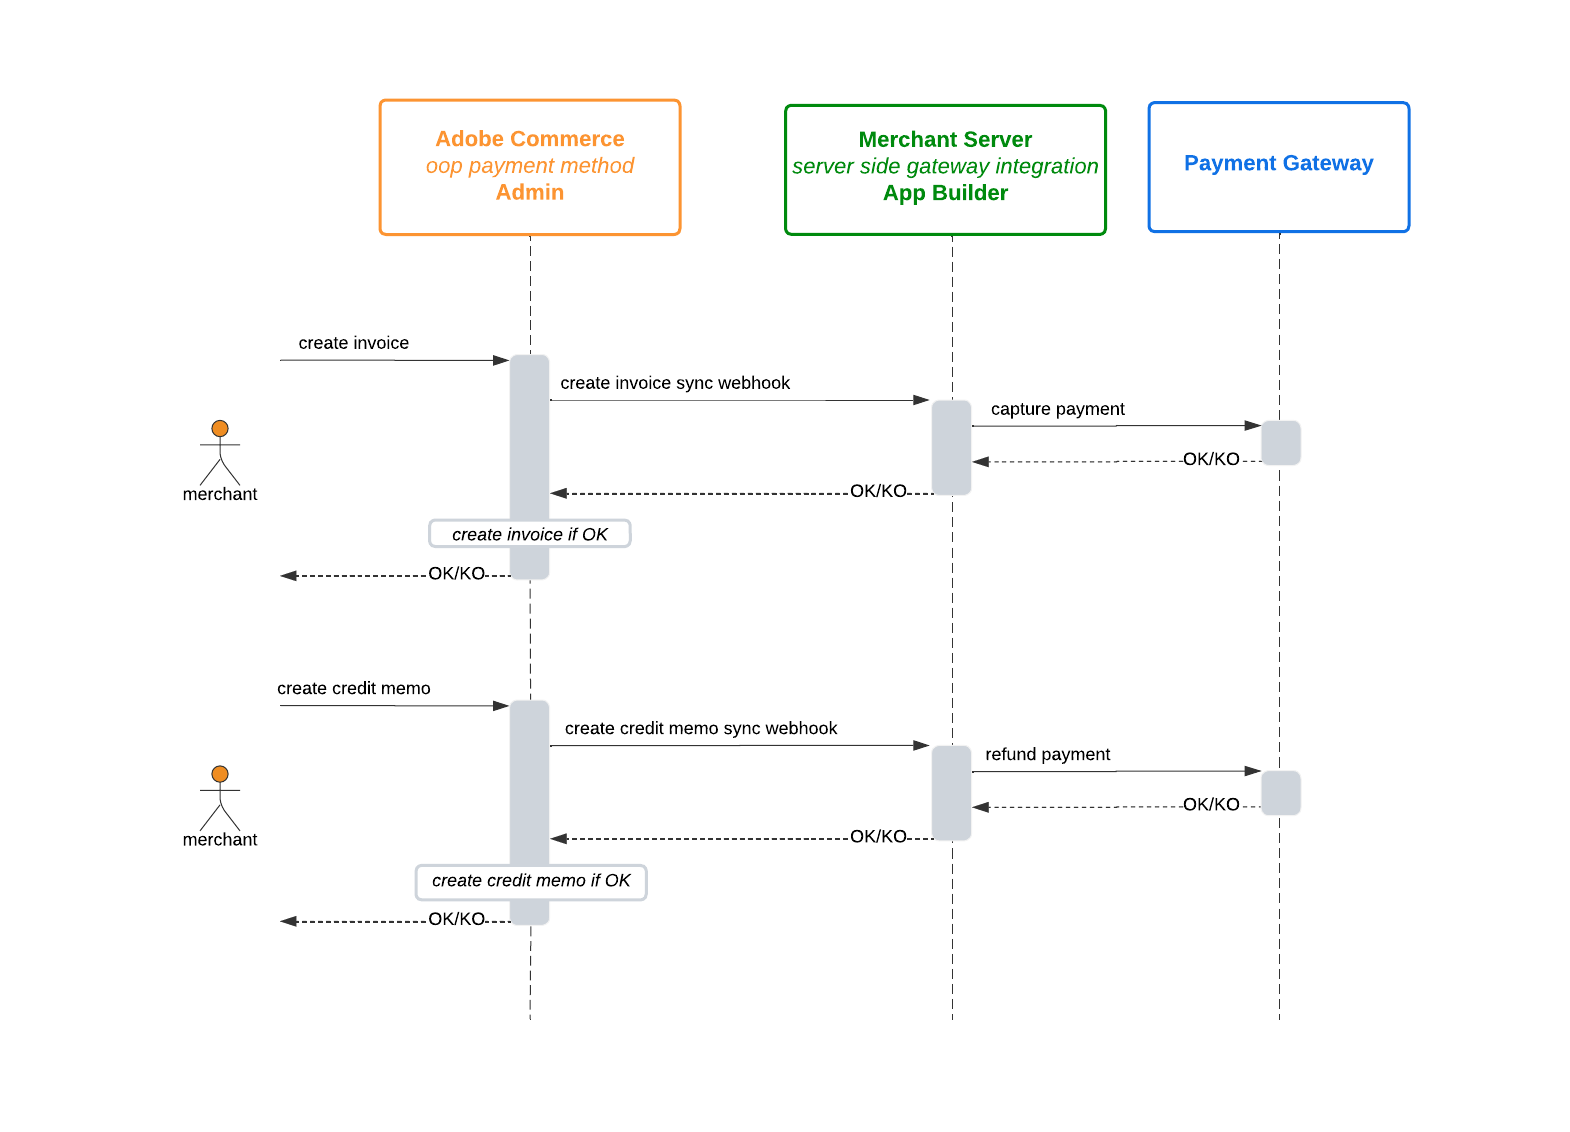 Adobe Commerce
oop payment method
Admin
Merchant Server
server side gateway integration
App Builder
Payment Gateway
create invoice
create invoice sync webhook
capture payment
OK/KO
OK/KO
merchant
create invoice if OK
OK/KO
create credit memo
create credit memo sync webhook
refund payment
OK/KO
OK/KO
merchant
create credit memo if OK
OK/KO